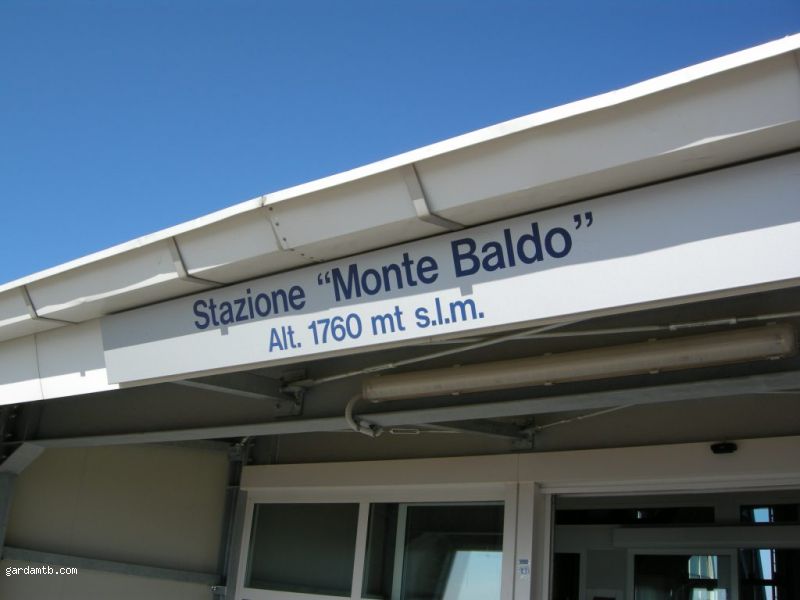 Stazione “Monte Baldo”
Alt. 1760 mt s.l.m.
gardamtb.com